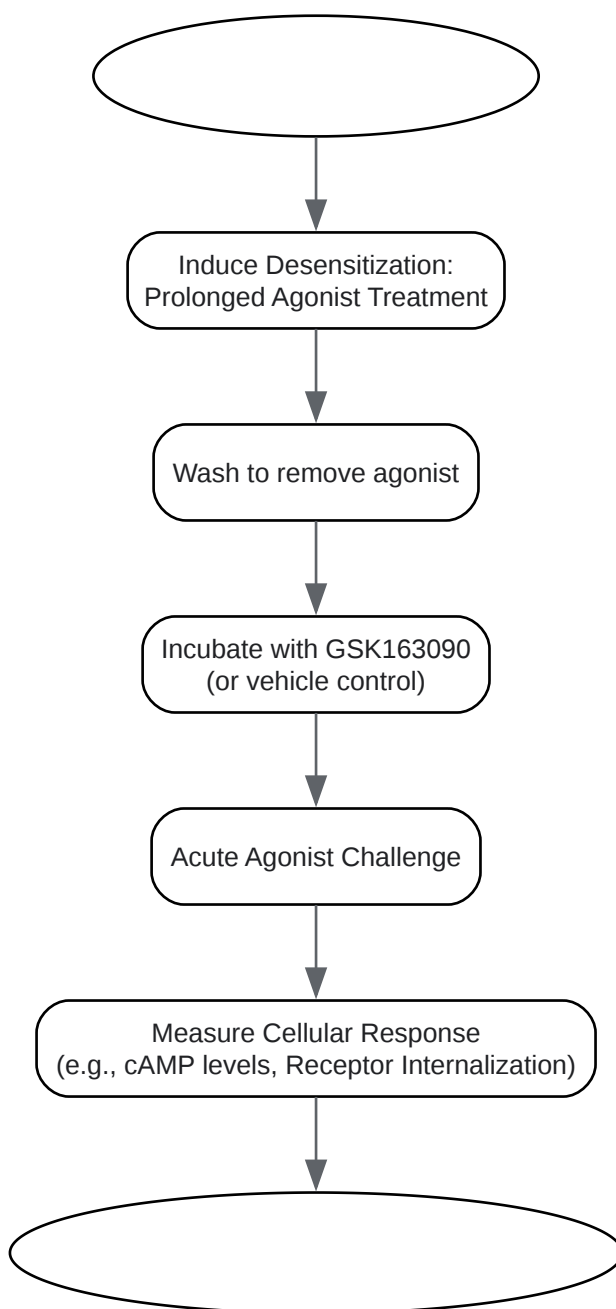 Induce Desensitization:
Prolonged Agonist Treatment
Wash to remove agonist
Incubate with GSK163090
(or vehicle control)
Acute Agonist Challenge
Measure Cellular Response
(e.g., cAMP levels, Receptor Internalization)